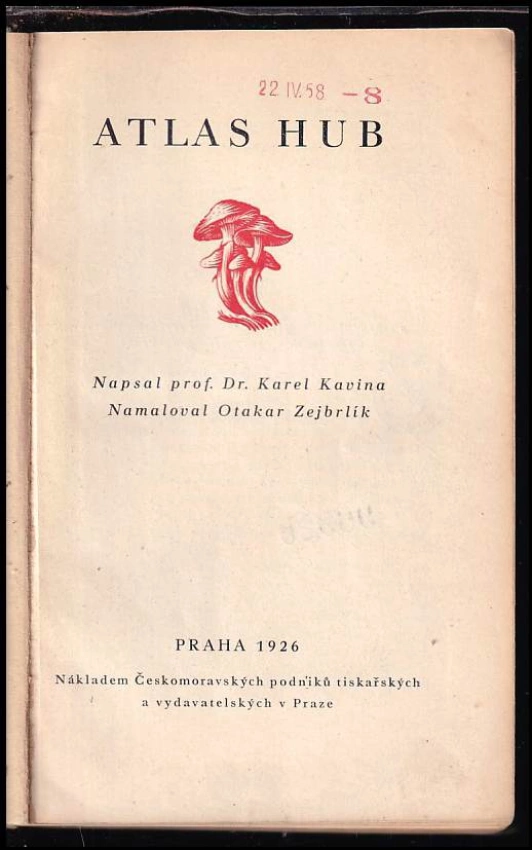 22 IV.58 – 8
ATLAS HUB
Napsal prof. Dr. Karel Kavina
Namaloval Otakar Zejbrlík
PRAHA 1926
Nákladem Českomoravských podniků tiskařských
a vydavatelských v Praze